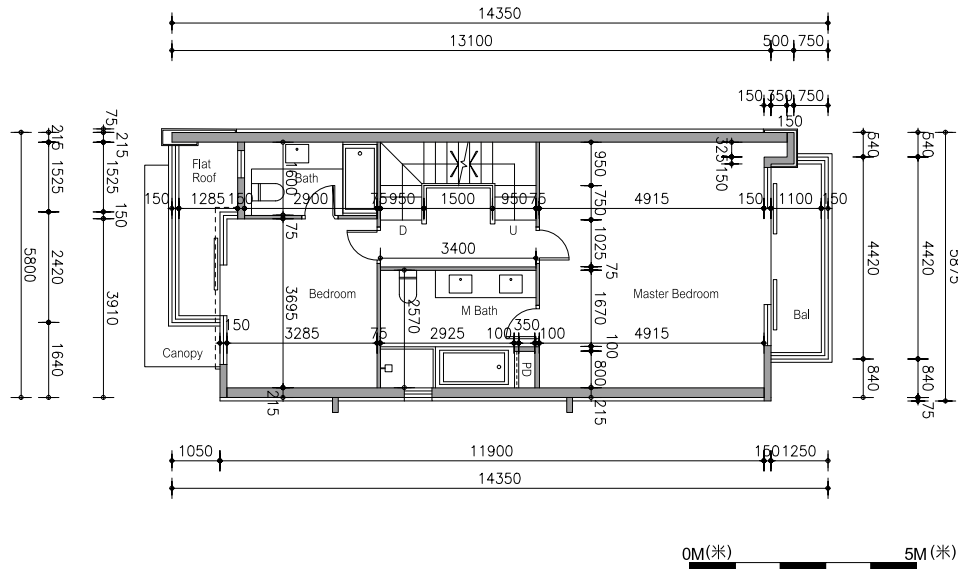 14350
13100 500 750
150 350 750
150
75
215
215
1525
1525
150
2420
5800
3910
1640
Flat
Roof
Bath
1600
325
150
540
540
950
750
150 1285 150 2900 75 950 1500 950 75 4915 150 1100 150
D
U
75
1025
3400
75
4420
4420
5875
Bedroom
3695
2570
M Bath
1670
Master Bedroom
Bal
150
3285 75 2925 100 350 100 4915
100
Canopy
PD
800
840
840
75
215
215
1050 11900 150 1250
14350
0M(米) 5M(米)